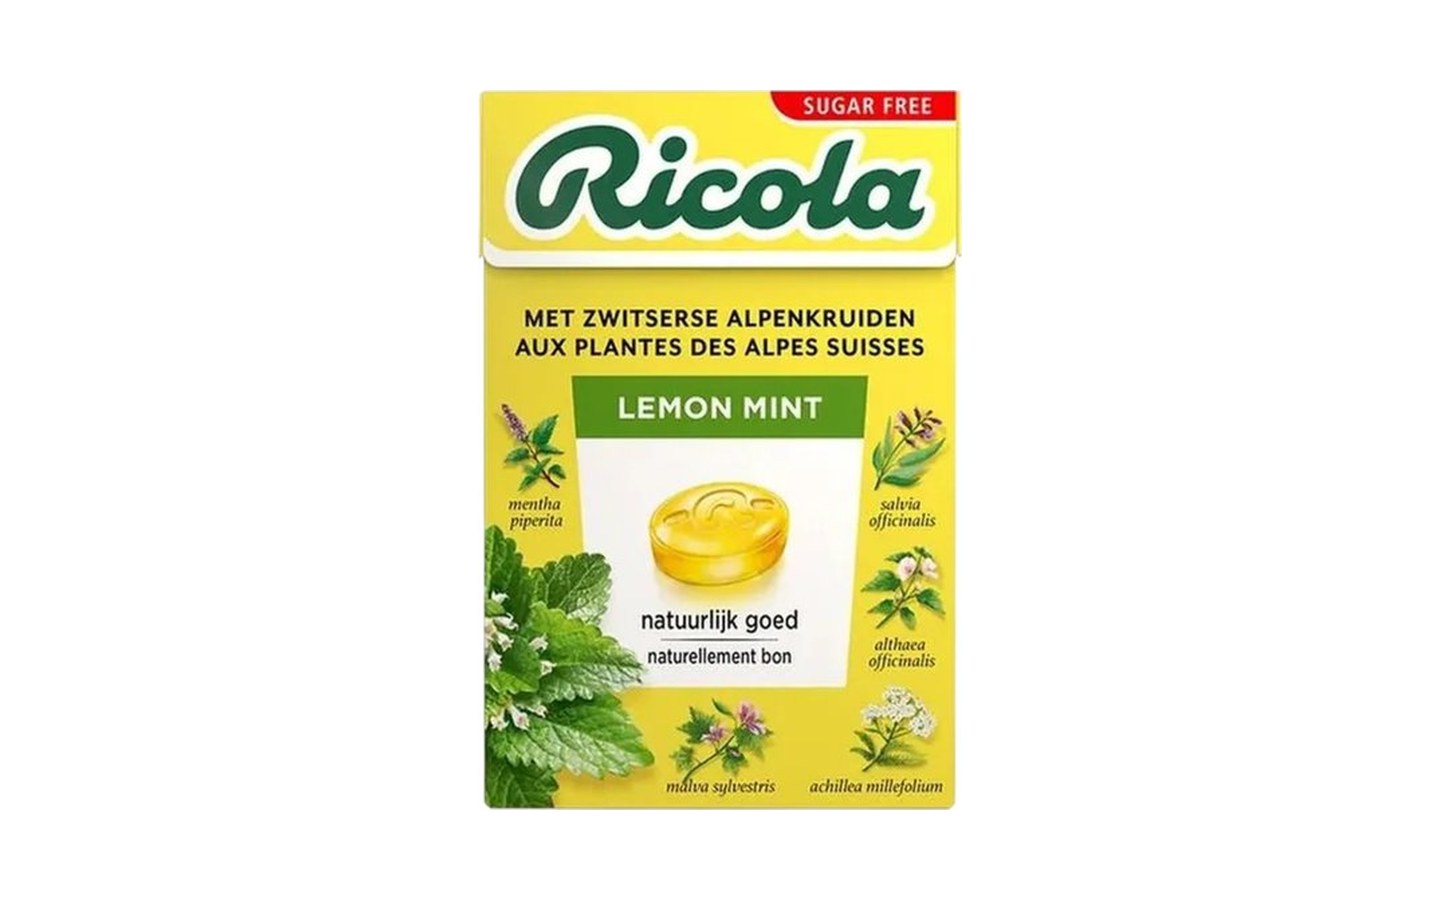 SUGAR FREE
Ricola
MET ZWITSERSE ALPENKRUIDEN
AUX PLANTES DES ALPES SUISSES
LEMON MINT
mentha
piperita
salvia
officinalis
natuurlijk goed
naturellement bon
althaea
officinalis
malva sylvestris
achillea millefolium